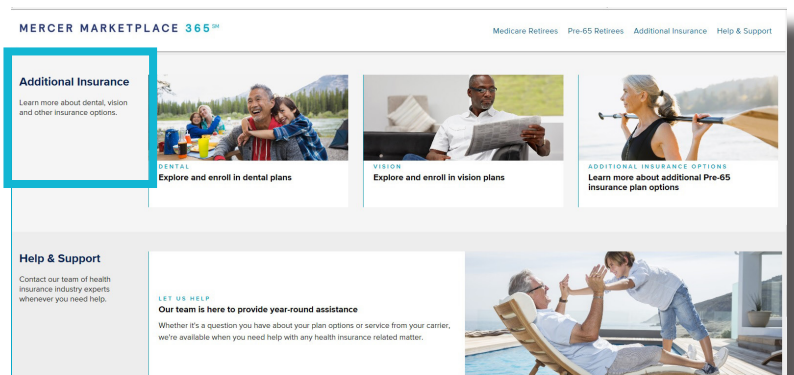 MERCER MARKETPLACE 365℠
Medicare Retirees Pre-65 Retirees Additional Insurance Help & Support
Additional Insurance
Learn more about dental, vision
and other insurance options.
DENTAL
Explore and enroll in dental plans
VISION
Explore and enroll in vision plans
ADDITIONAL INSURANCE OPTIONS
Learn more about additional Pre-65
insurance plan options
Help & Support
Contact our team of health
insurance industry experts
whenever you need help.
LET US HELP
Our team is here to provide year-round assistance
Whether it's a question you have about your plan options or service from your carrier,
we're available when you need help with any health insurance related matter.